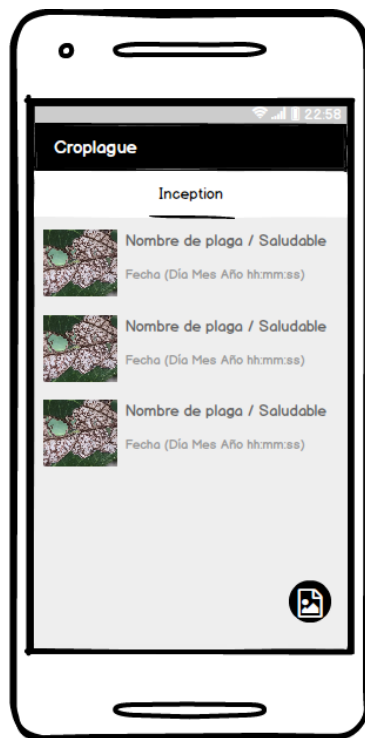 22:58
Croplague
Inception
Nombre de plaga / Saludable
Fecha (Día Mes Año hh:mm:ss)
Nombre de plaga / Saludable
Fecha (Día Mes Año hh:mm:ss)
Nombre de plaga / Saludable
Fecha (Día Mes Año hh:mm:ss)